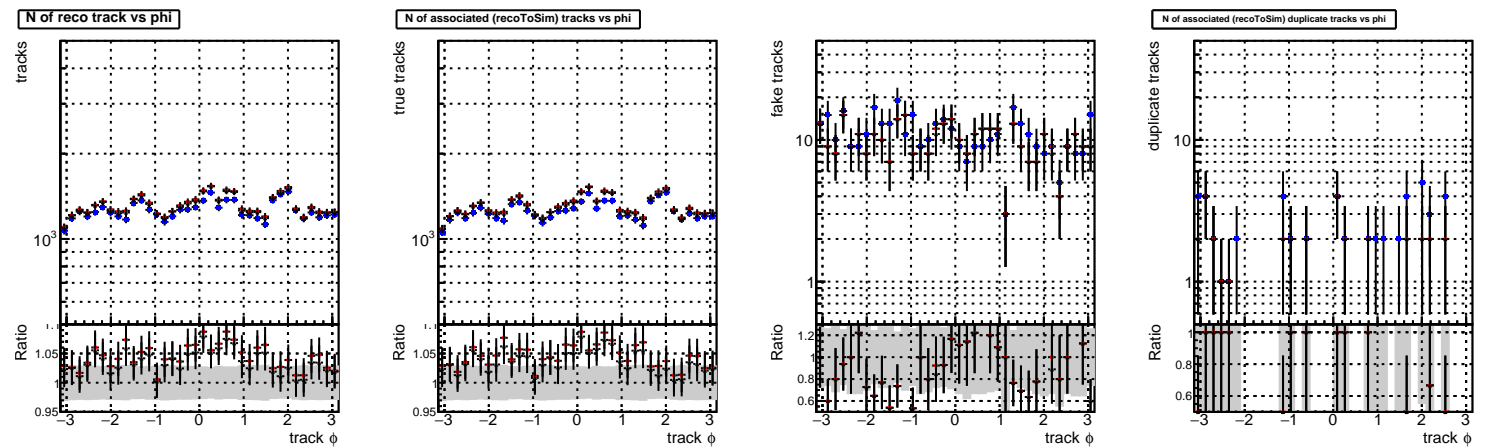 N of reco track vs phi
tracks
10³
Ratio
1.1
1.05
1
0.95
−3 −2 −1 0 1 2 3
track ϕ
N of associated (recoToSim) tracks vs phi
true tracks
10³
Ratio
1.1
1.05
1
0.95
−3 −2 −1 0 1 2 3
track ϕ
fake tracks
10
1
Ratio
1.2
1
0.8
0.6
−3 −2 −1 0 1 2 3
track ϕ
N of associated (recoToSim) duplicate tracks vs phi
duplicate tracks
10
1
Ratio
1
0.8
0.6
−3 −2 −1 0 1 2 3
track ϕ